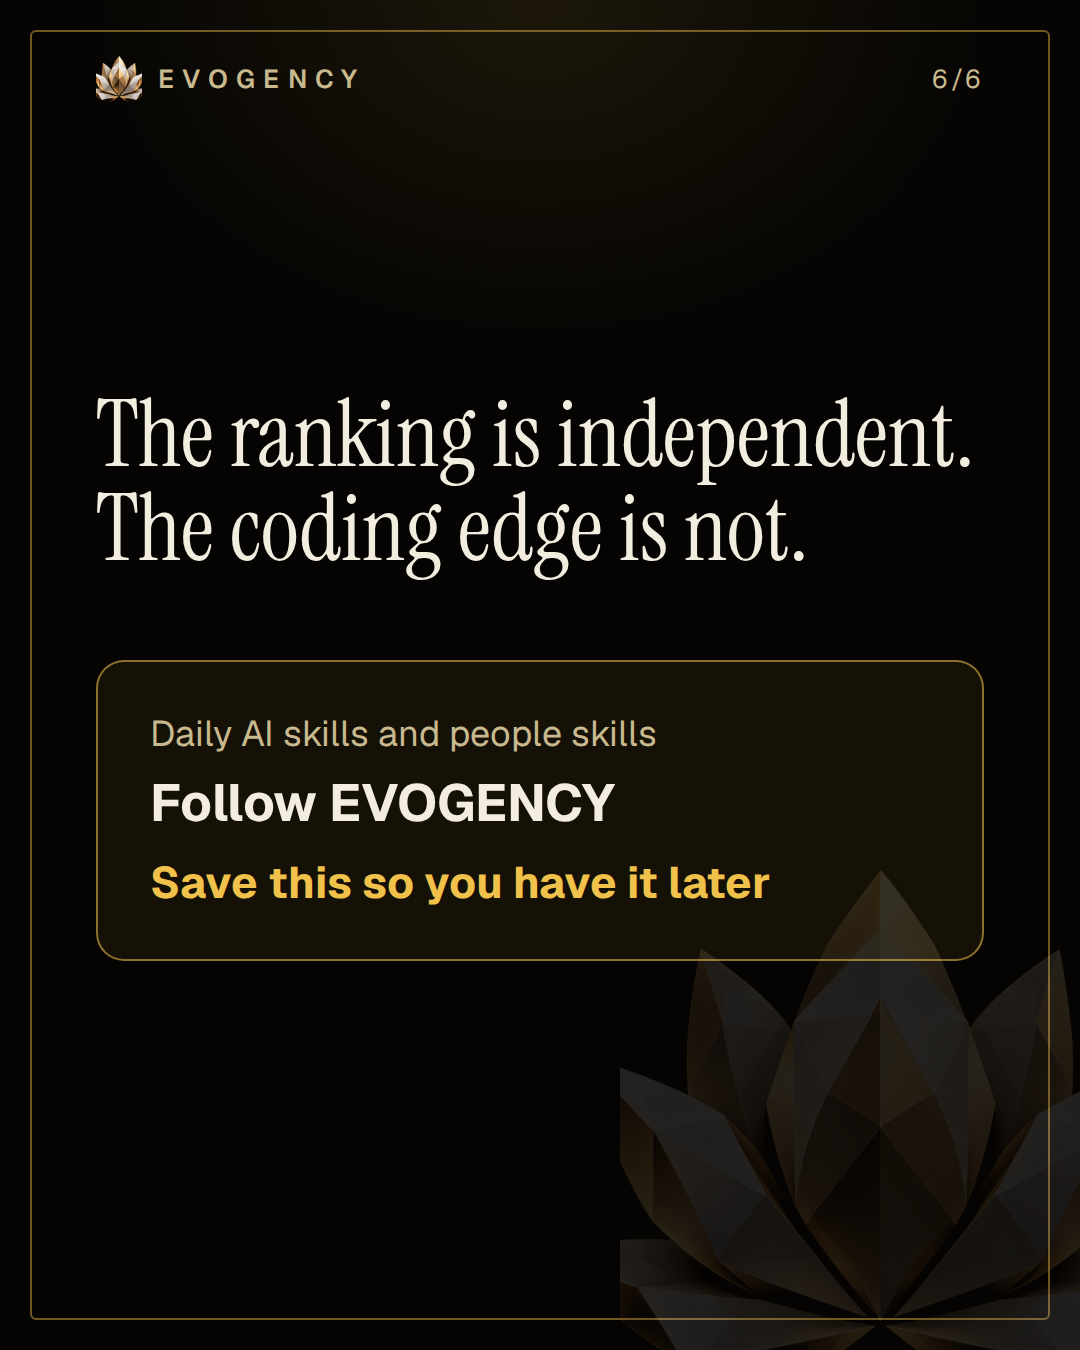 EVOGENCY
6/6
The ranking is independent.
The coding edge is not.
Daily AI skills and people skills
Follow EVOGENCY
Save this so you have it later